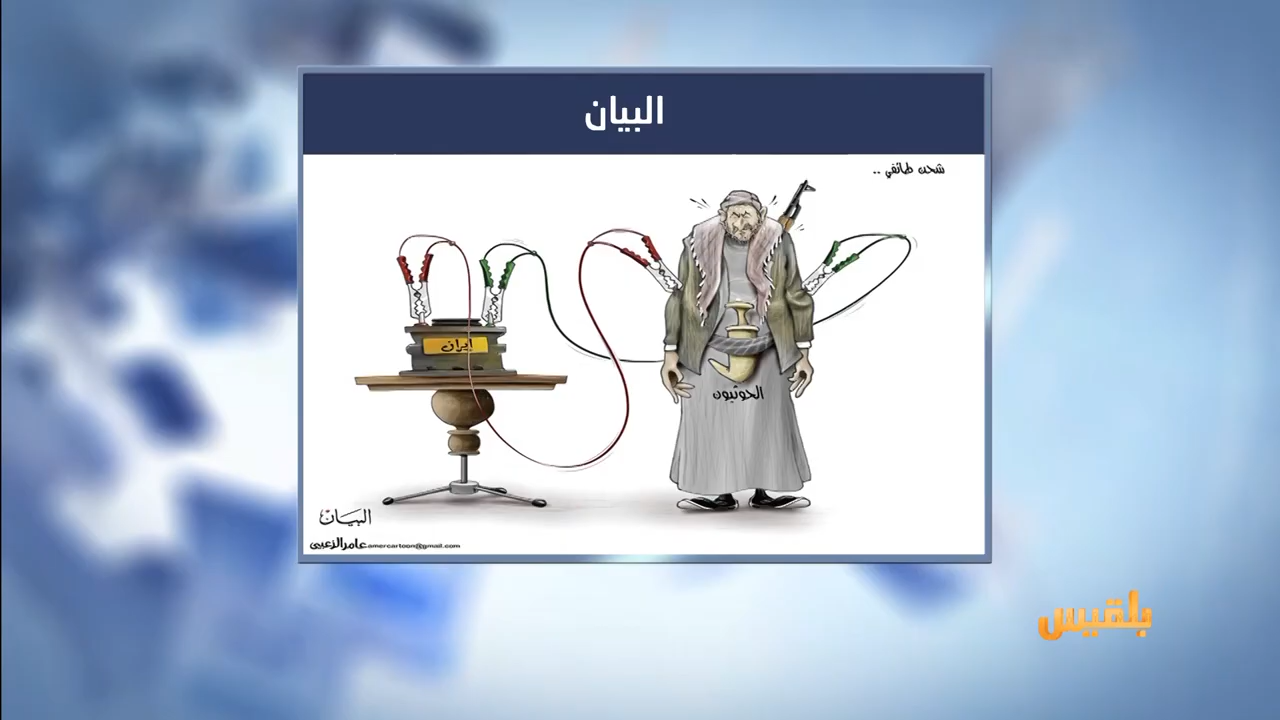 البيان
شحن طائفي ..
إيران
الحوثيون
البيان
عامر الزعبي amercartoon@gmail.com
بلقيس